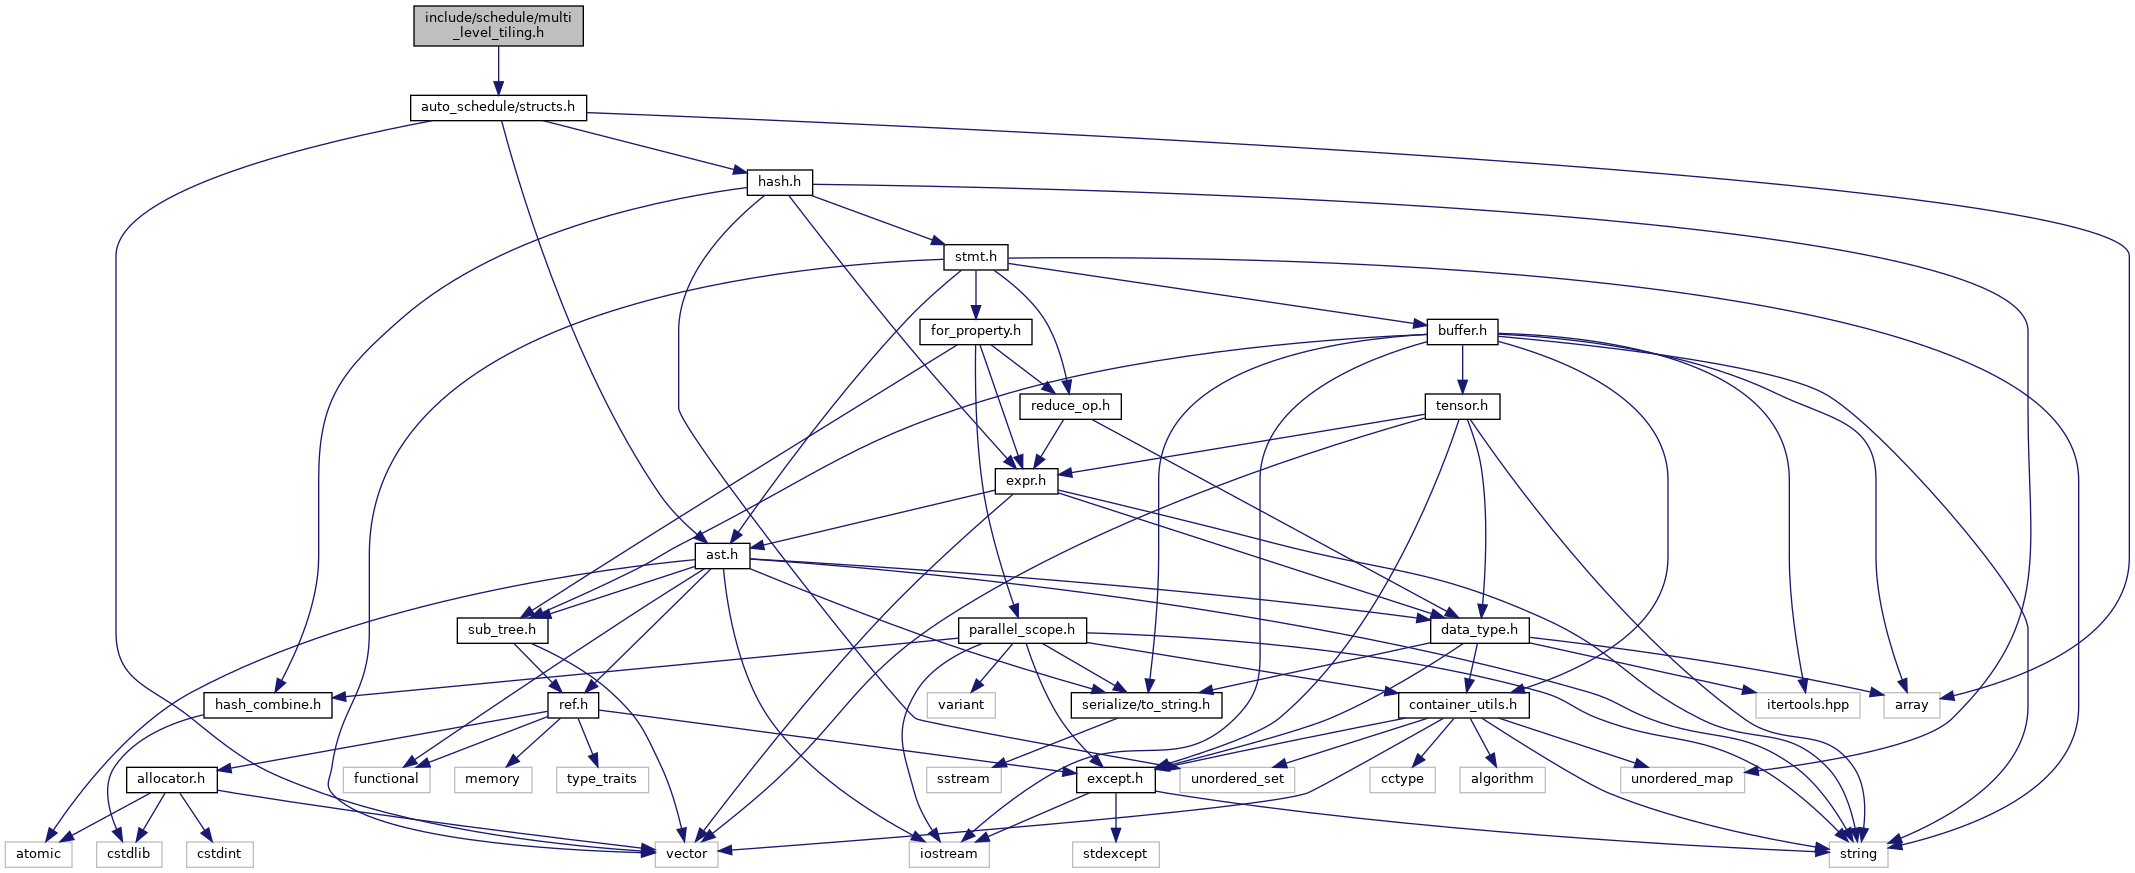 include/schedule/multi
_level_tiling.h
auto_schedule/structs.h
hash.h
stmt.h
for_property.h
buffer.h
reduce_op.h
tensor.h
expr.h
ast.h
sub_tree.h
parallel_scope.h
data_type.h
hash_combine.h
ref.h
variant
serialize/to_string.h
container_utils.h
itertools.hpp
array
allocator.h
functional
memory
type_traits
sstream
except.h
unordered_set
cctype
algorithm
unordered_map
atomic
cstdlib
cstdint
vector
iostream
stdexcept
string